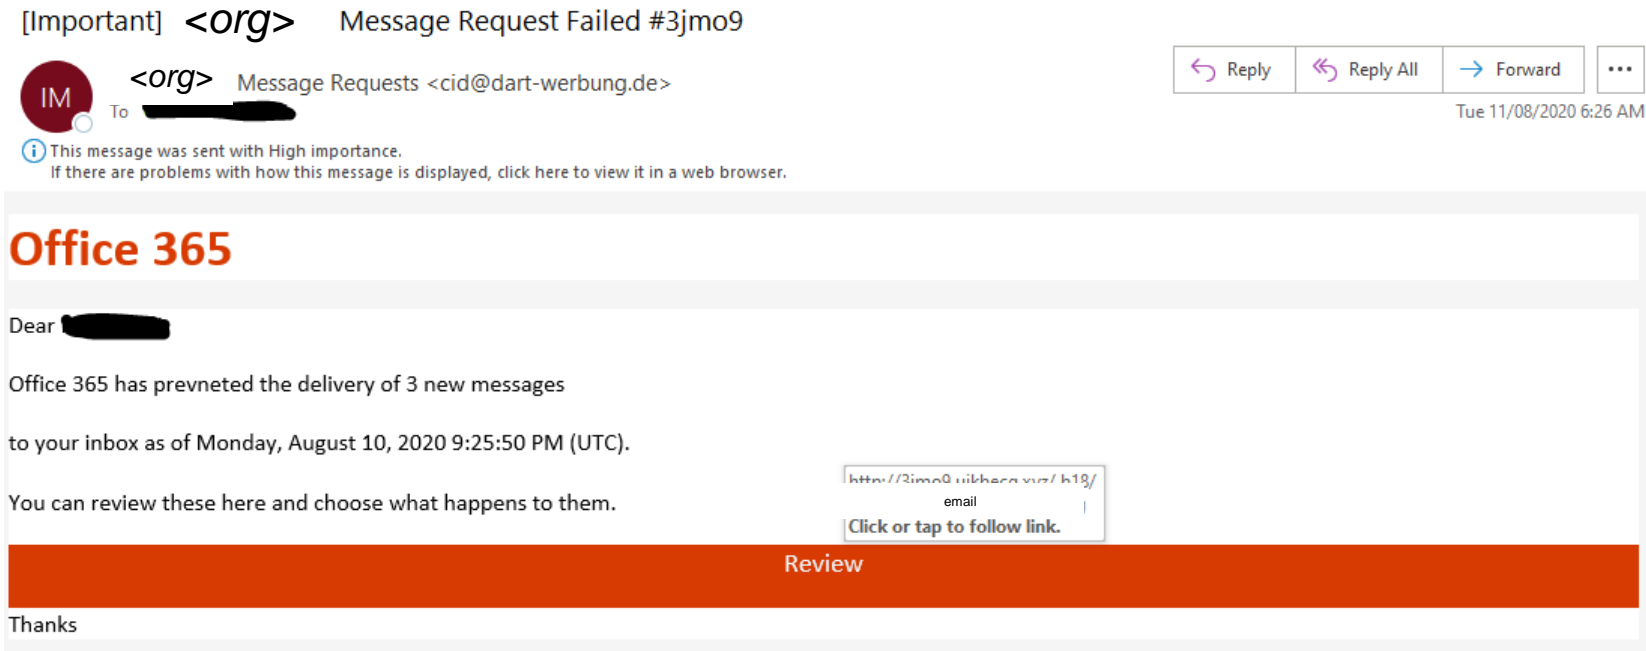 [Important] <org> Message Request Failed #3jmo9
IM
<org> Message Requests <cid@dart-werbung.de>
To
Reply
Reply All
Forward
Tue 11/08/2020 6:26 AM
This message was sent with High importance.
If there are problems with how this message is displayed, click here to view it in a web browser.
Office 365
Dear
Office 365 has prevneted the delivery of 3 new messages
to your inbox as of Monday, August 10, 2020 9:25:50 PM (UTC).
You can review these here and choose what happens to them.
email
Click or tap to follow link.
Review
Thanks